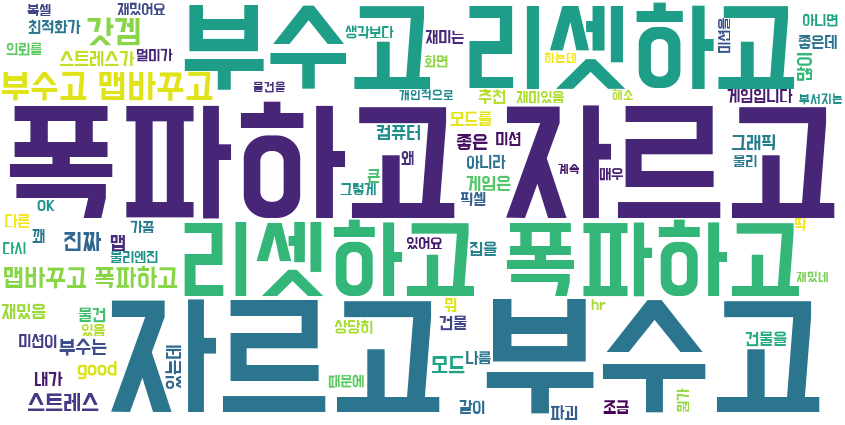 복셀 재밌어요
최적화가 갓겜
의뢰를
스트레스가 멀미가
부수고 맵바꾸고
부수고 리셋하고
물건을
생각보다 재미는
화면
하는데
미션을
아니면
좋은데
많이
개인적으로 추천 재미있음 해소 게임입니다 부서지는
폭파하고 자르고
모드를
컴퓨터 좋은 미션
왜 아니라
큰 게임은
그렇게 픽셀
계속 매우
그래픽
물리
OK
다른 꽤 진짜 맵 가끔
다시 물리엔진
맵바꾸고 폭파하고
리셋하고 폭파하고
있어요 집을
딱
재밌네
재밌음 물건
있음
미션이 부수는
good
내가 있는데
스트레스
자르고 부수고
상당히
때문에
뭐
건물
모드 나름
같이
hr
파괴 조금
뭔가
건물을